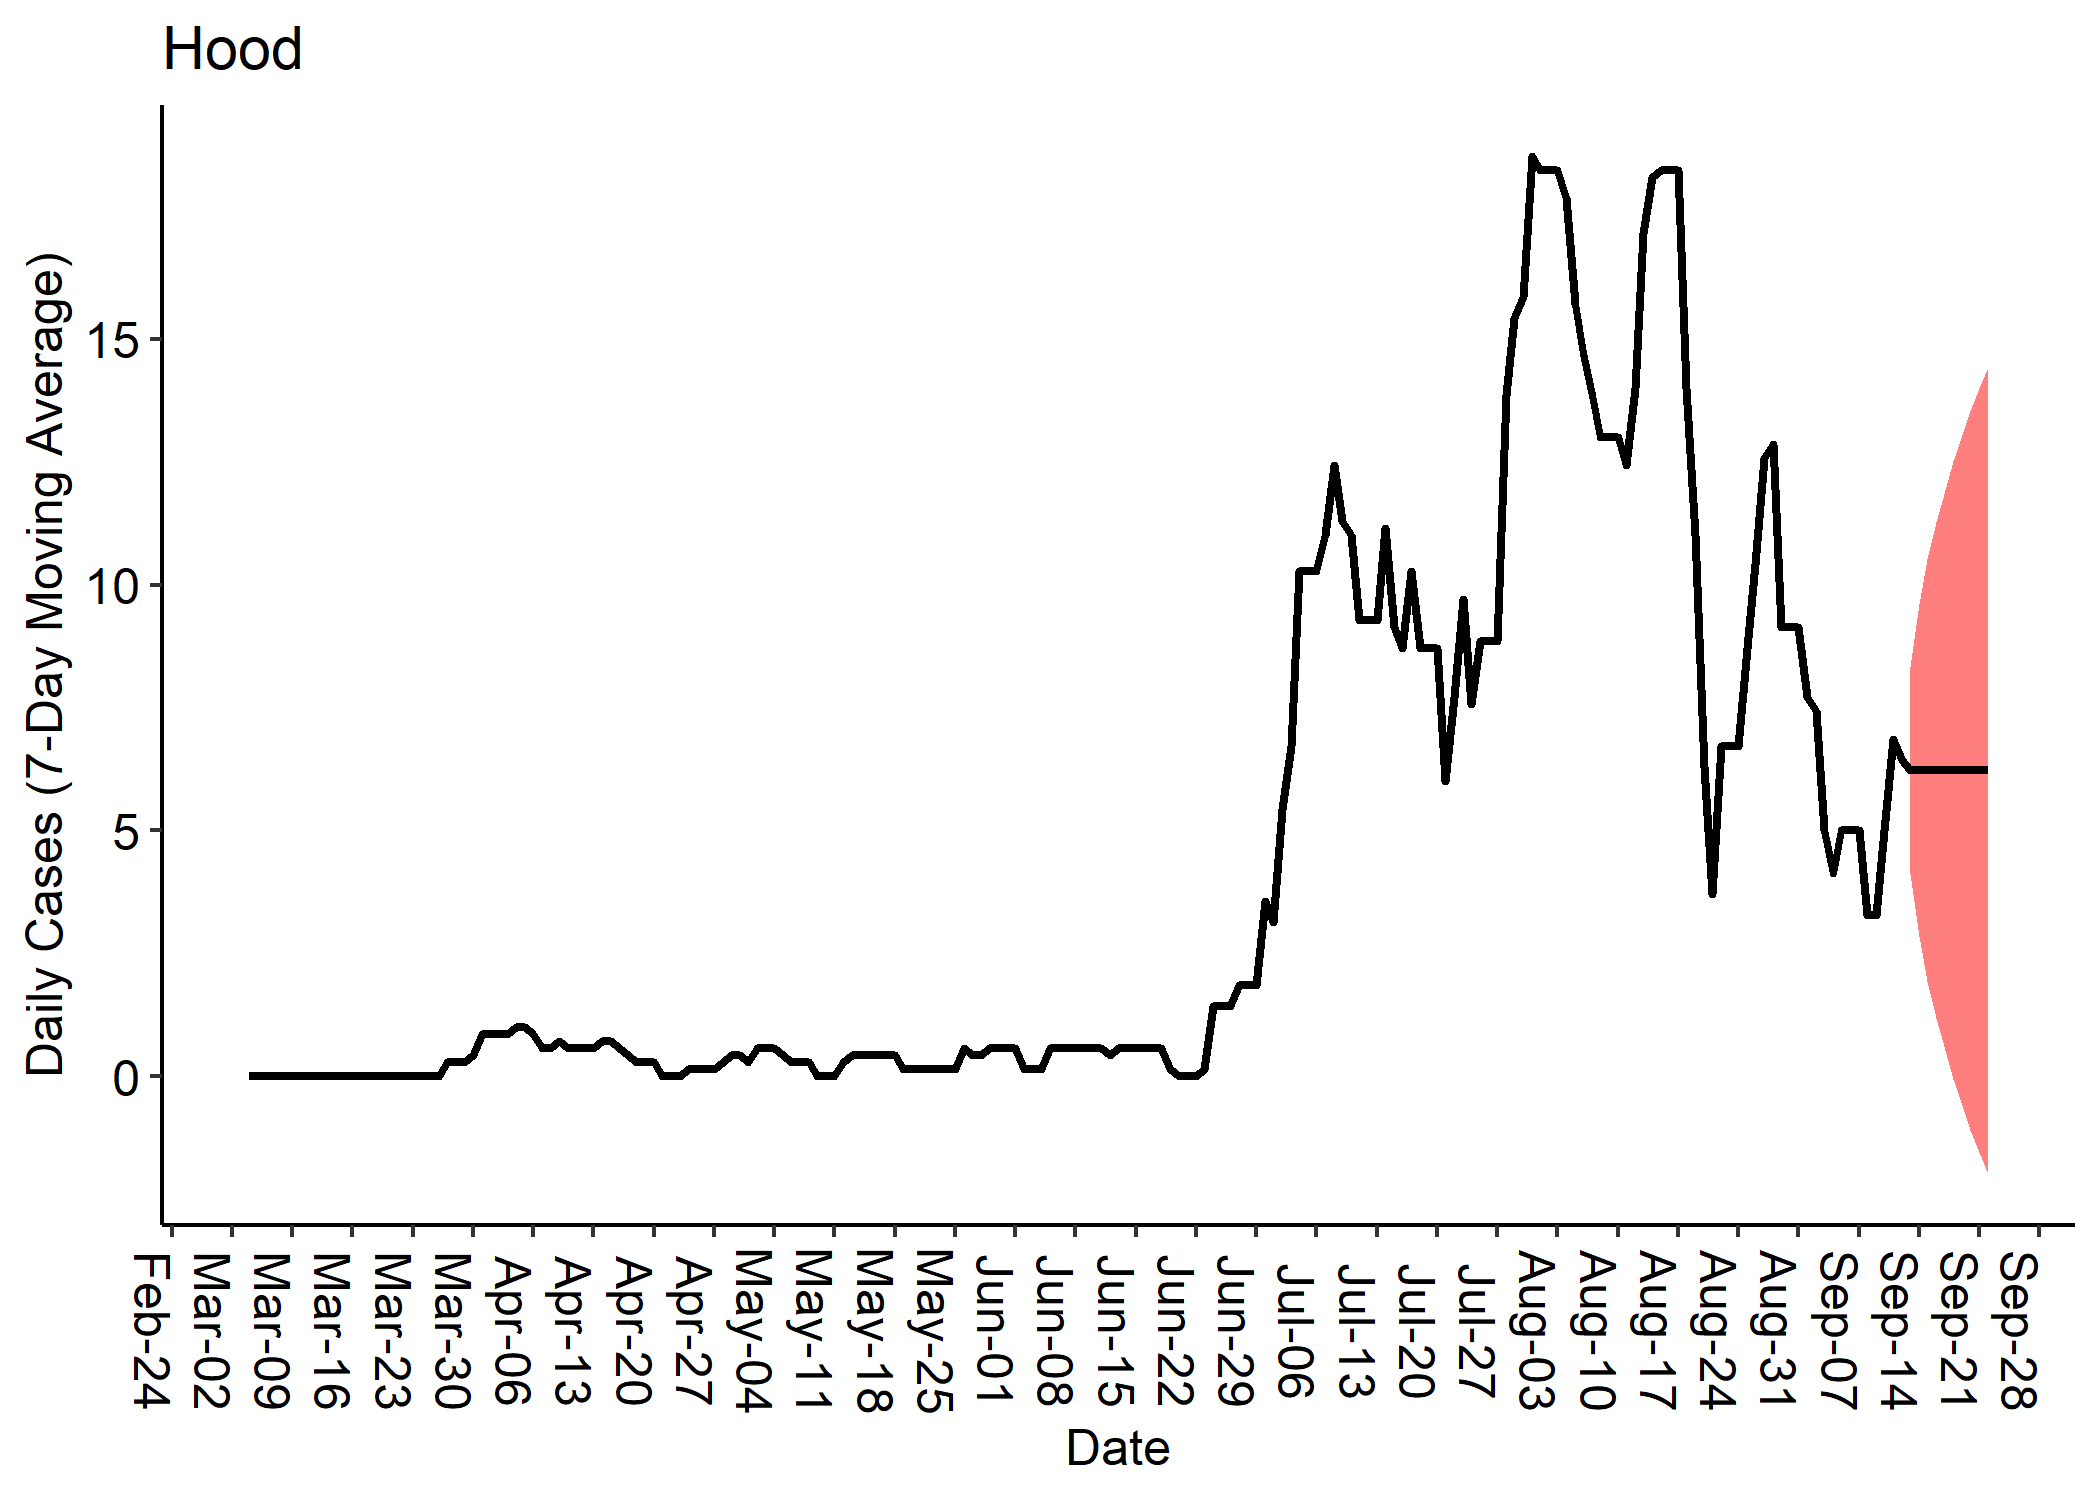 Hood
Daily Cases (7-Day Moving Average)
15
10
5
0
Feb-24
Mar-02
Mar-09
Mar-16
Mar-23
Mar-30
Apr-06
Apr-13
Apr-20
Apr-27
May-04
May-11
May-18
May-25
Jun-01
Jun-08
Jun-15
Jun-22
Jun-29
Jul-06
Jul-13
Jul-20
Jul-27
Aug-03
Aug-10
Aug-17
Aug-24
Aug-31
Sep-07
Sep-14
Sep-21
Sep-28
Date